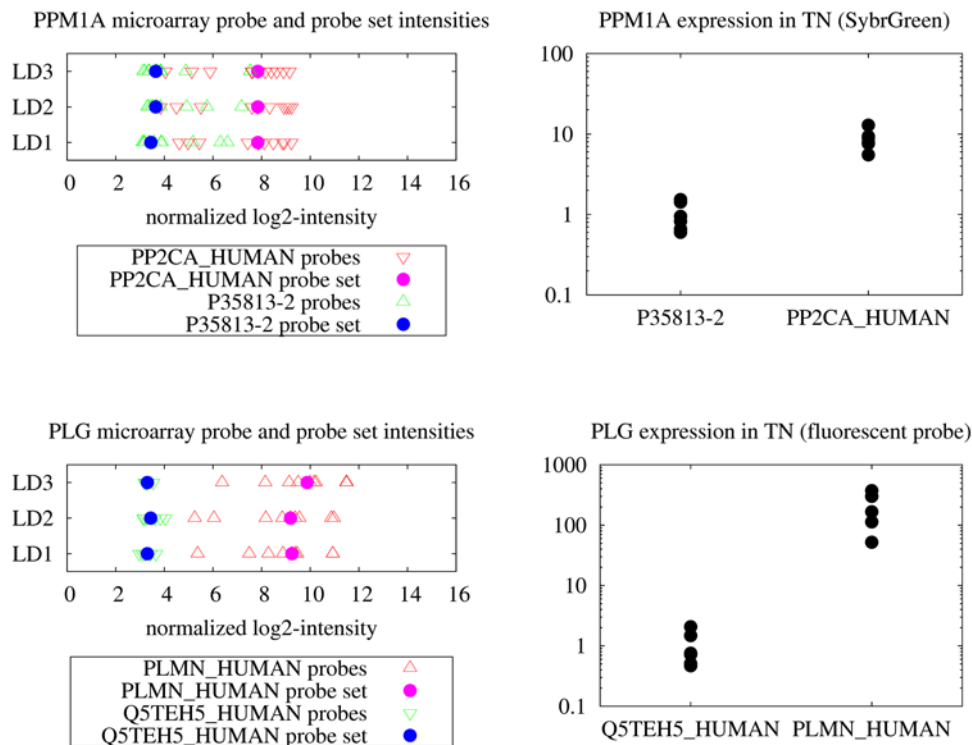 PPM1A microarray probe and probe set intensities
LD3
LD2
LD1
0 2 4 6 8 10 12 14 16
normalized log2-intensity
PP2CA_HUMAN probes
PP2CA_HUMAN probe set
P35813-2 probes
P35813-2 probe set
PPM1A expression in TN (SybrGreen)
100
10
1
0.1
P35813-2 PP2CA_HUMAN
PLG microarray probe and probe set intensities
LD3
LD2
LD1
0 2 4 6 8 10 12 14 16
normalized log2-intensity
PLMN_HUMAN probes
PLMN_HUMAN probe set
Q5TEH5_HUMAN probes
Q5TEH5_HUMAN probe set
PLG expression in TN (fluorescent probe)
1000
100
10
1
0.1
Q5TEH5_HUMAN PLMN_HUMAN